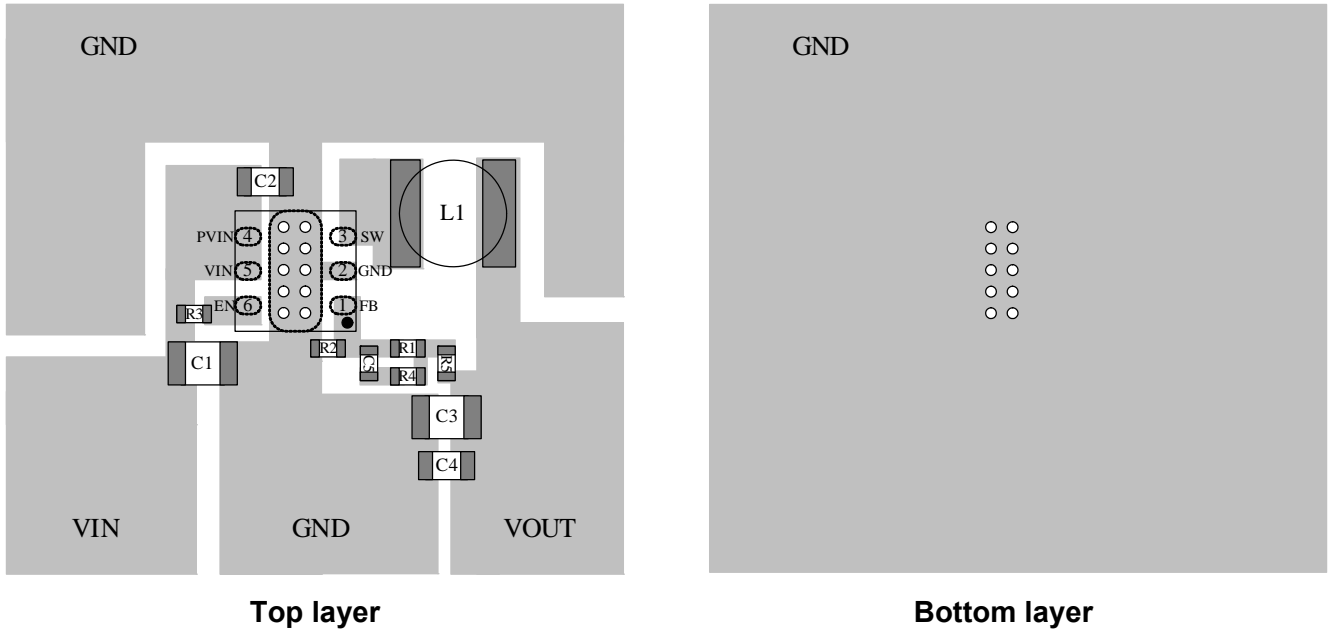 GND
GND
C2
L1
PVIN 4
3 SW
VIN 5
2 GND
EN 6
1 FB
R3
R2
C5
R1
R5
C1
R4
C3
C4
VIN
GND
VOUT
Top layer
Bottom layer